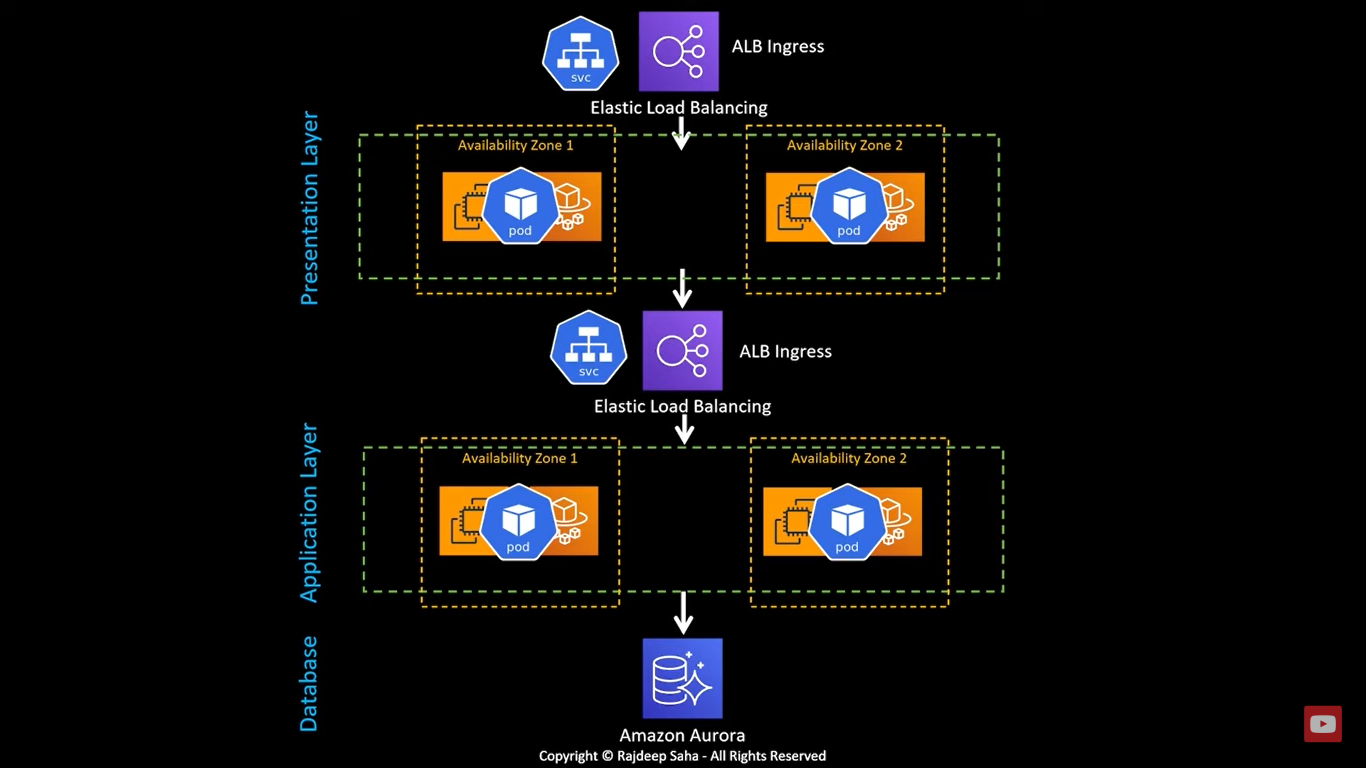 svc
ALB Ingress
Elastic Load Balancing
Presentation Layer
Availability Zone 1
Availability Zone 2
pod
pod
svc
ALB Ingress
Elastic Load Balancing
Application Layer
Availability Zone 1
Availability Zone 2
pod
pod
Database
Amazon Aurora
Copyright © Rajdeep Saha - All Rights Reserved